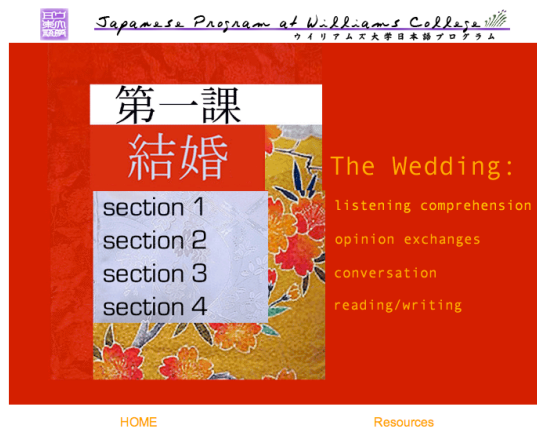 Japanese Program at Williams College
ウイリアムズ大学日本語プログラム
第一課
結婚
The Wedding:
section 1
listening comprehension
section 2
opinion exchanges
section 3
conversation
section 4
reading/writing
HOME
Resources